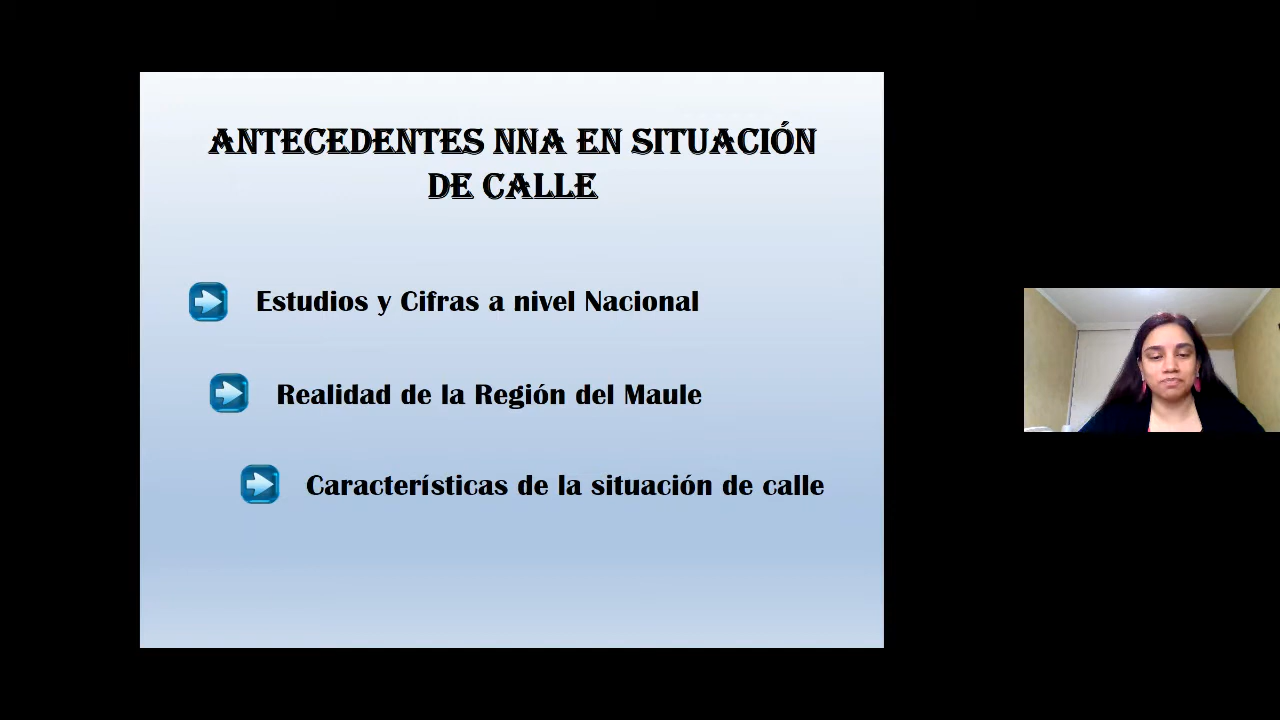 ANTECEDENTES NNA EN SITUACIÓN
DE CALLE
Estudios y Cifras a nivel Nacional
Realidad de la Región del Maule
Características de la situación de calle